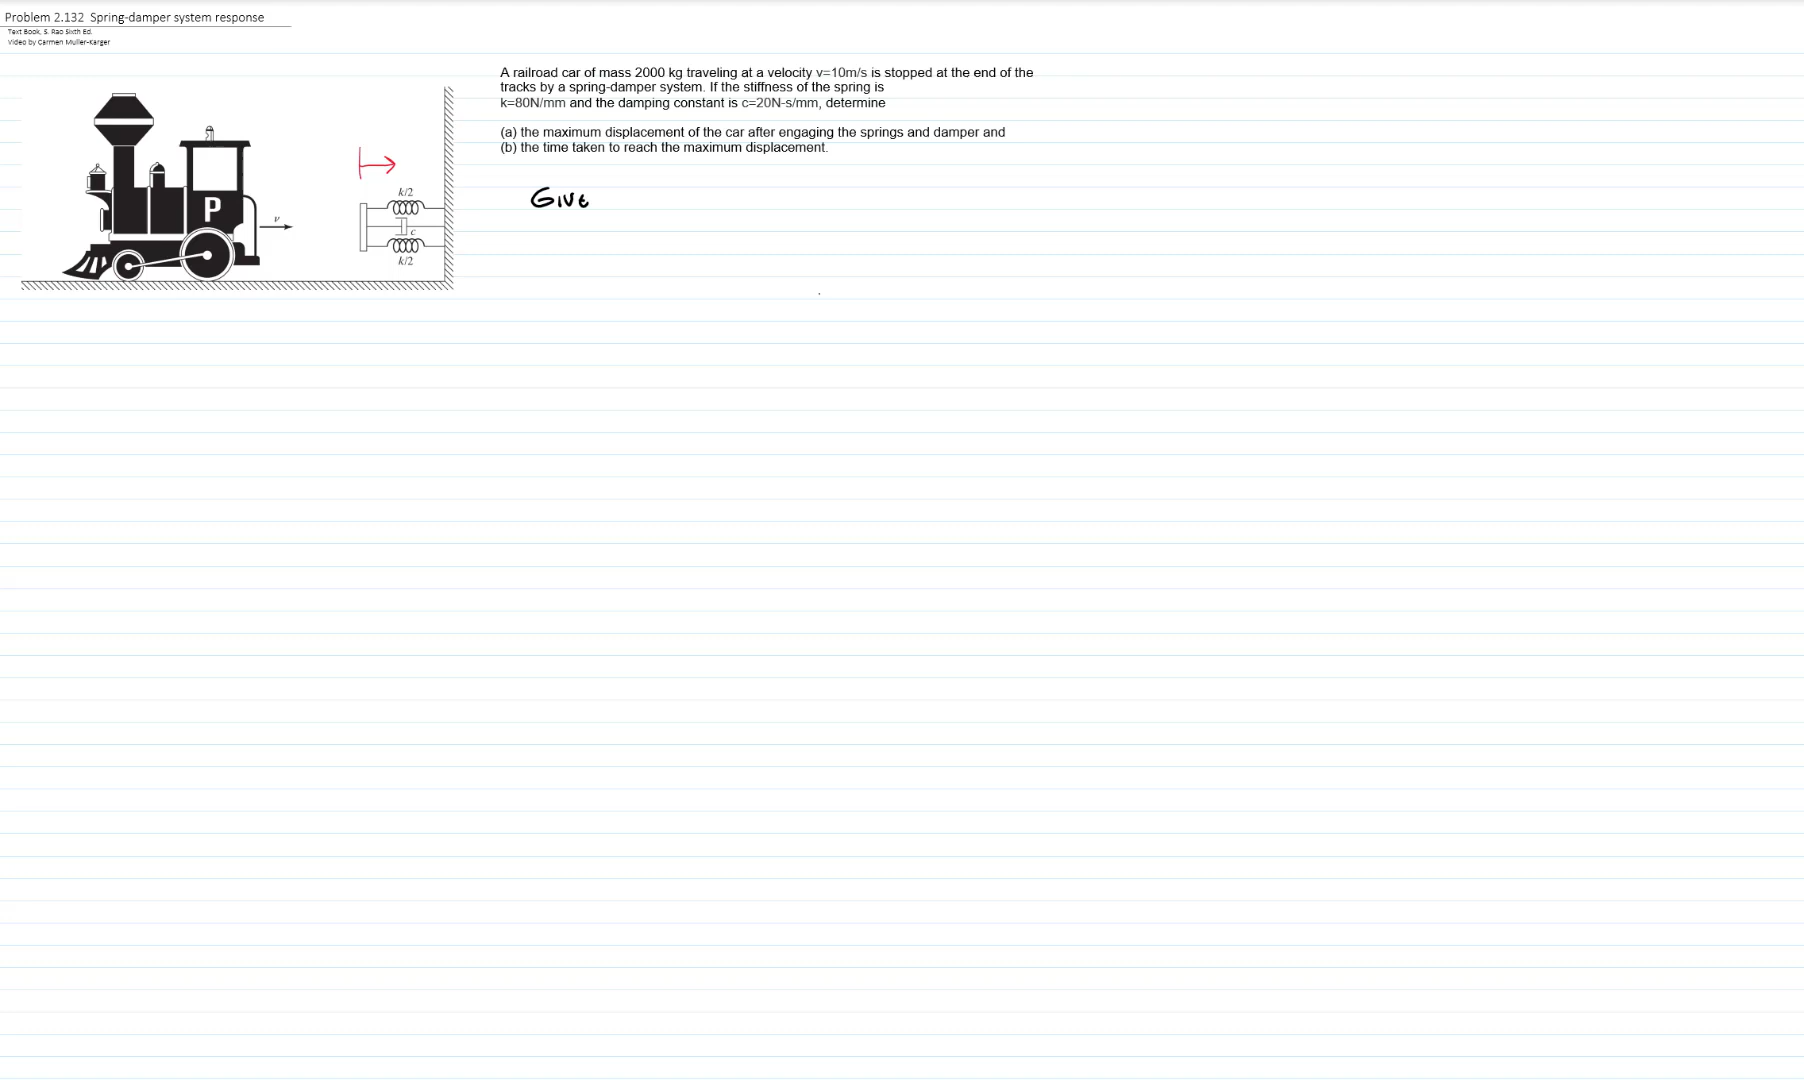 Problem 2.132 Spring-damper system response
Text Book, S. Rao Sixth Ed.
Video by Carmen Muller-Karger
A railroad car of mass 2000 kg traveling at a velocity v=10m/s is stopped at the end of the
tracks by a spring-damper system. If the stiffness of the spring is
k=80N/mm and the damping constant is c=20N-s/mm, determine
(a) the maximum displacement of the car after engaging the springs and damper and
(b) the time taken to reach the maximum displacement.
GIVE
k/2
P
v
c
k/2